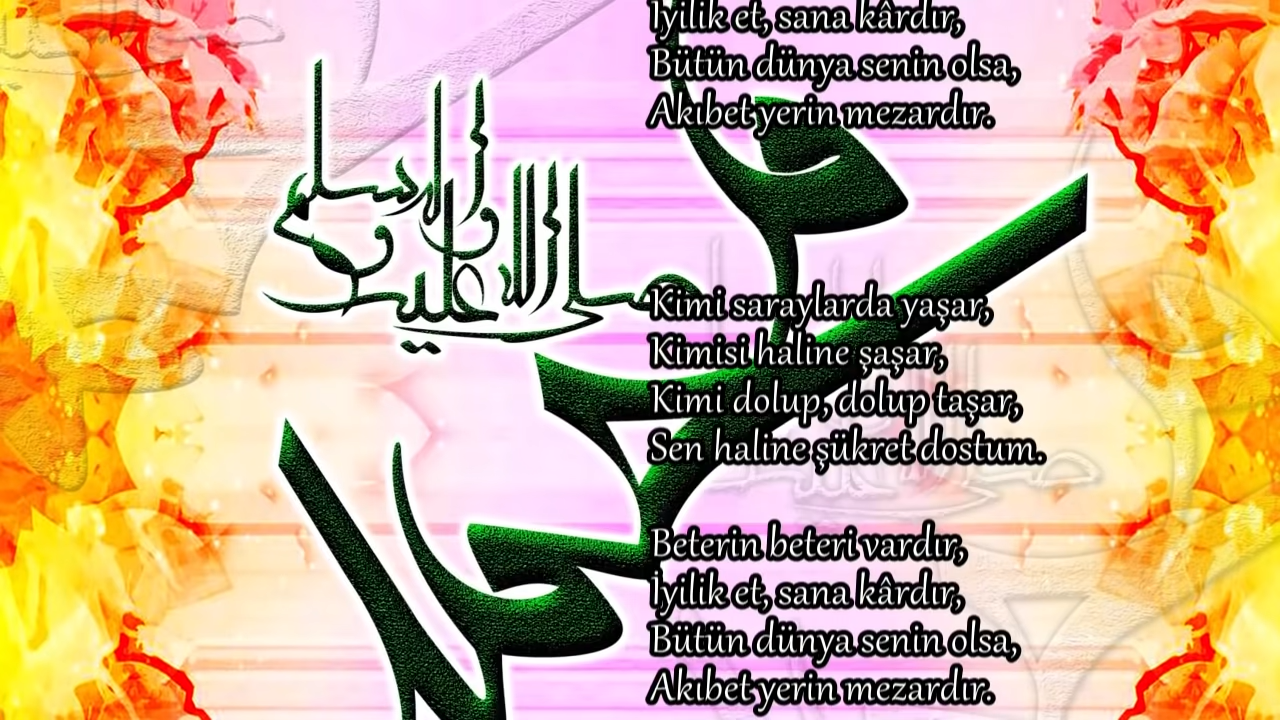 İyilik et, sana kârdır,
Bütün dünya senin olsa,
Akıbet yerin mezardır.
صلى الله عليه وآله وسلم
محمد
Kimi saraylarda yaşar,
Kimisi haline şaşar,
Kimi dolup, dolup taşar,
Sen haline şükret dostum.
Beterin beteri vardır,
İyilik et, sana kârdır,
Bütün dünya senin olsa,
Akıbet yerin mezardır.